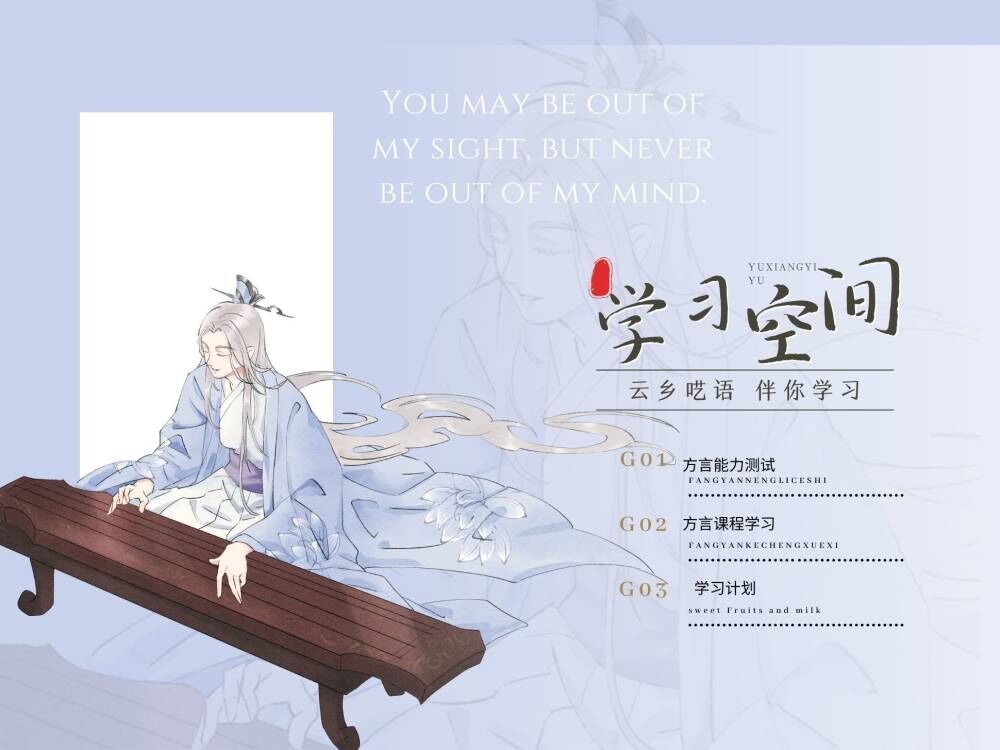 YOU MAY BE OUT OF
MY SIGHT, BUT NEVER
BE OUT OF MY MIND.
YUXIANGYI
YU
学习空间
云乡呓语 伴你学习
G01 方言能力测试
FANGYANNENGLICESHI
G02 方言课程学习
FANGYANKECHENGXUEXI
G03 学习计划
sweet Fruits and milk